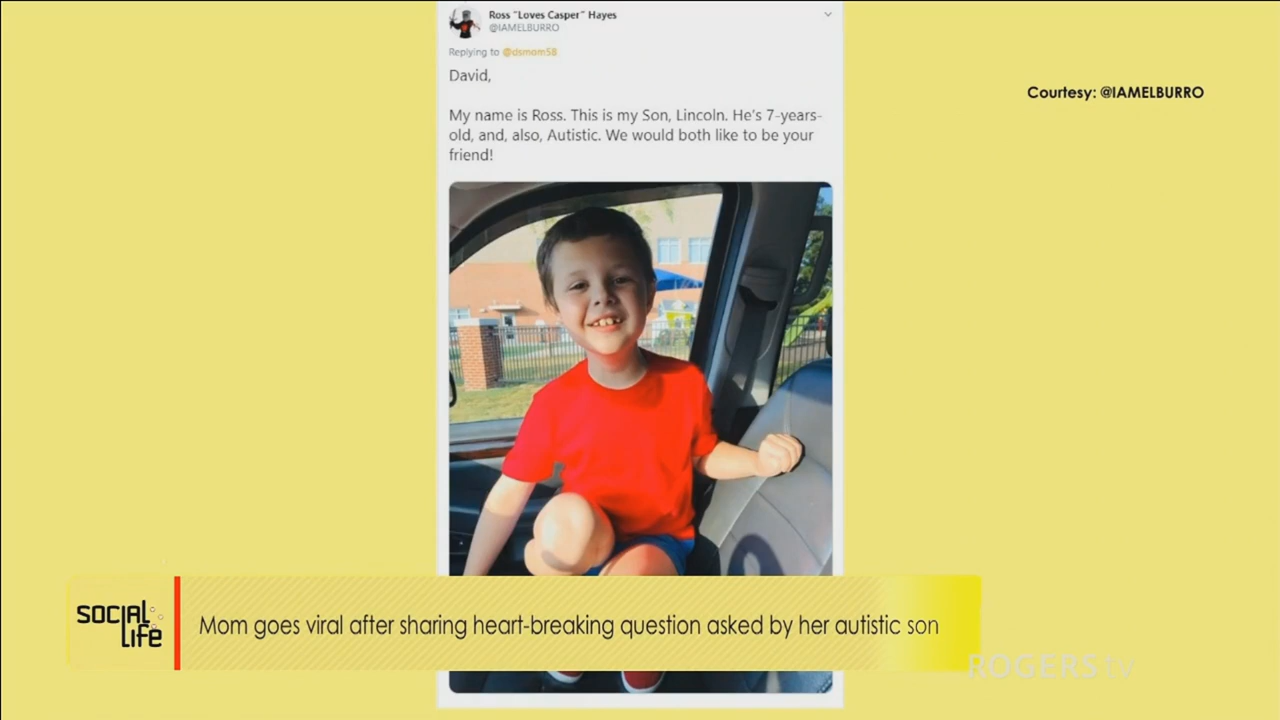 Ross "Loves Casper" Hayes
@IAMELBURRO
Replying to @dsmom58
David,
My name is Ross. This is my Son, Lincoln. He's 7-years-
old, and, also, Autistic. We would both like to be your
friend!
Courtesy: @IAMELBURRO
SOCIAL
LIFE
Mom goes viral after sharing heart-breaking question asked by her autistic son
ROGERS tv